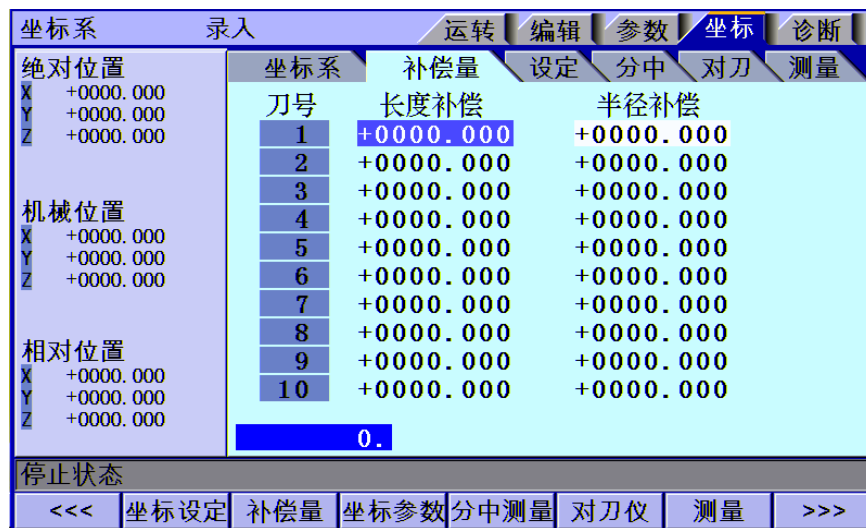 坐标系 录入 运转 编辑 参数 坐标 诊断
坐标系 补偿量 设定 分中 对刀 测量
绝对位置
X +0000.000
Y +0000.000
Z +0000.000
机械位置
X +0000.000
Y +0000.000
Z +0000.000
相对位置
X +0000.000
Y +0000.000
Z +0000.000
刀号 长度补偿 半径补偿
1 +0000.000 +0000.000
2 +0000.000 +0000.000
3 +0000.000 +0000.000
4 +0000.000 +0000.000
5 +0000.000 +0000.000
6 +0000.000 +0000.000
7 +0000.000 +0000.000
8 +0000.000 +0000.000
9 +0000.000 +0000.000
10 +0000.000 +0000.000
0.
停止状态
<<< 坐标设定 补偿量 坐标参数 分中测量 对刀仪 测量 >>>